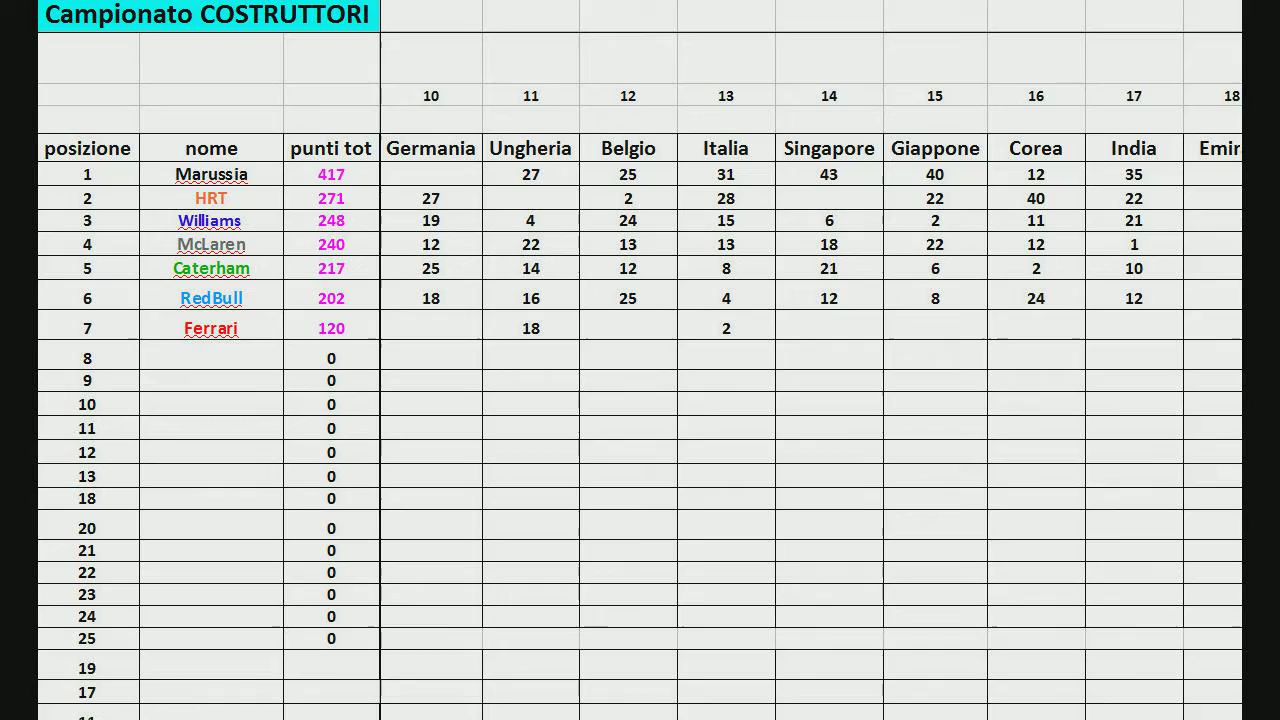 Campionato COSTRUTTORI
10 11 12 13 14 15 16 17 18
posizione nome punti tot Germania Ungheria Belgio Italia Singapore Giappone Corea India Emir
1 Marussia 417 27 25 31 43 40 12 35
2 HRT 271 27 2 28 22 40 22
3 Williams 248 19 4 24 15 6 2 11 21
4 McLaren 240 12 22 13 13 18 22 12 1
5 Caterham 217 25 14 12 8 21 6 2 10
6 RedBull 202 18 16 25 4 12 8 24 12
7 Ferrari 120 18 2
8 0
9 0
10 0
11 0
12 0
13 0
18 0
20 0
21 0
22 0
23 0
24 0
25 0
19
17